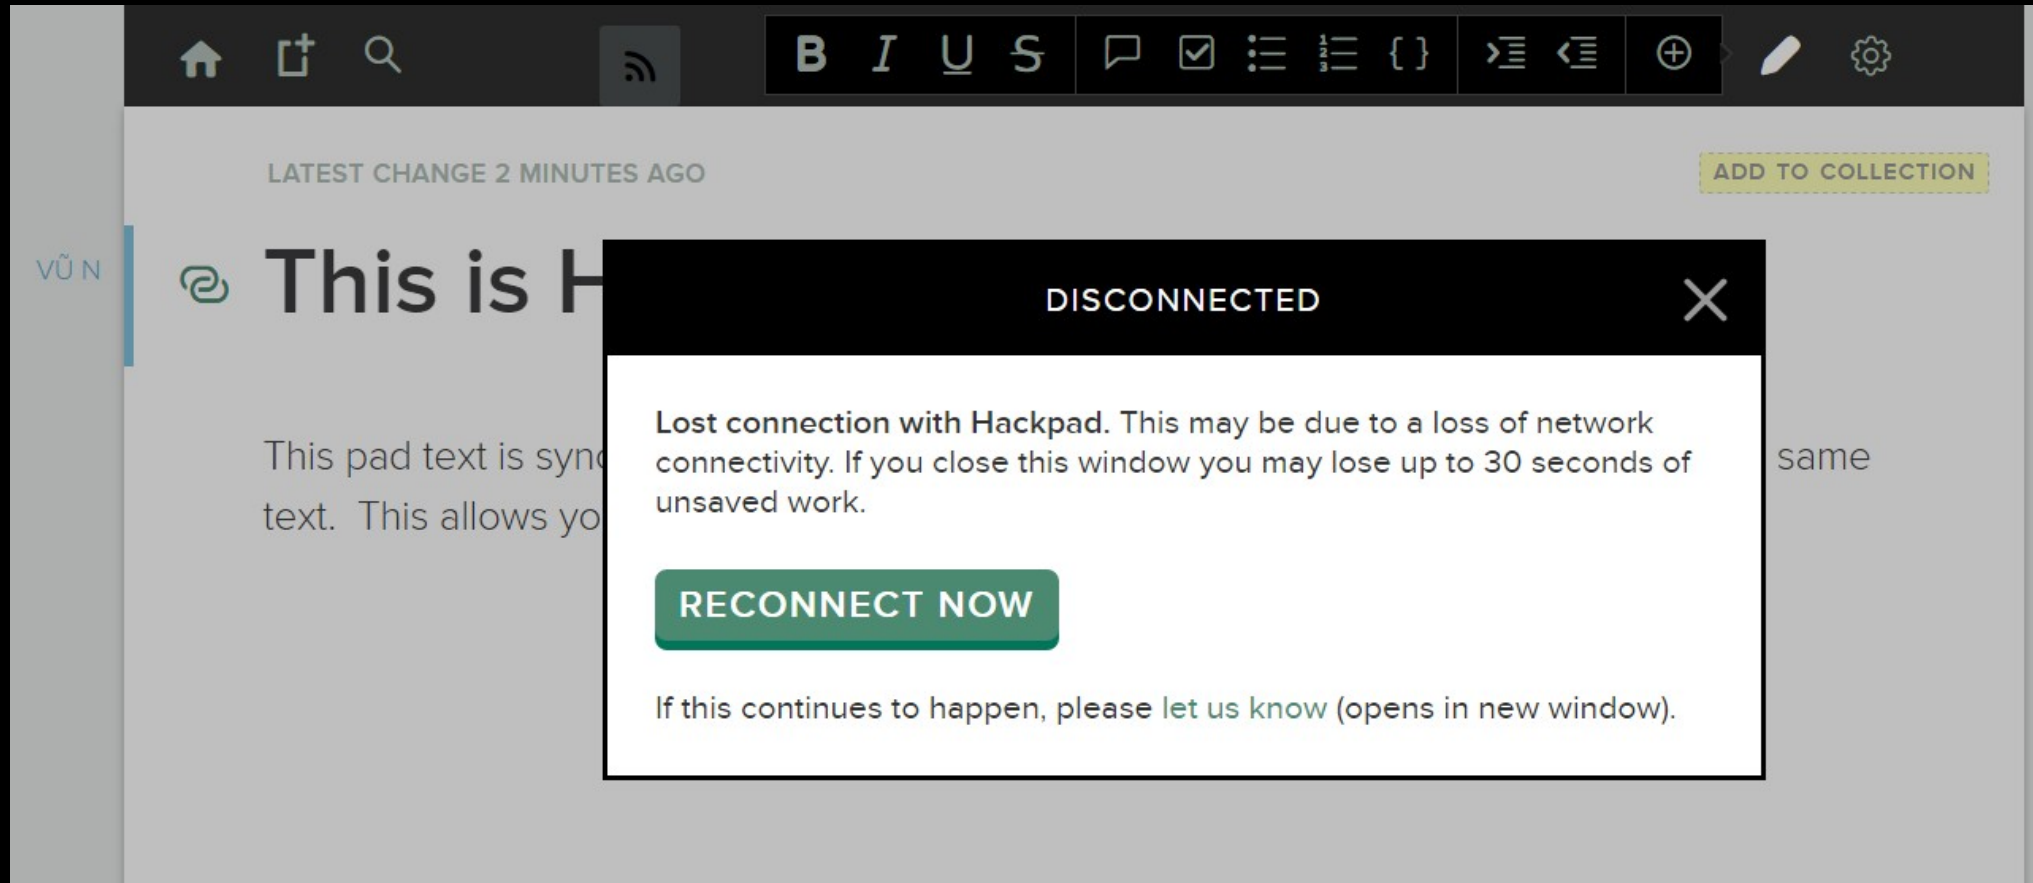 B I U S
LATEST CHANGE 2 MINUTES AGO
ADD TO COLLECTION
VŨ N
This is H
DISCONNECTED
Lost connection with Hackpad. This may be due to a loss of network
connectivity. If you close this window you may lose up to 30 seconds of
unsaved work.
This pad text is sync
same
text. This allows yo
RECONNECT NOW
If this continues to happen, please let us know (opens in new window).